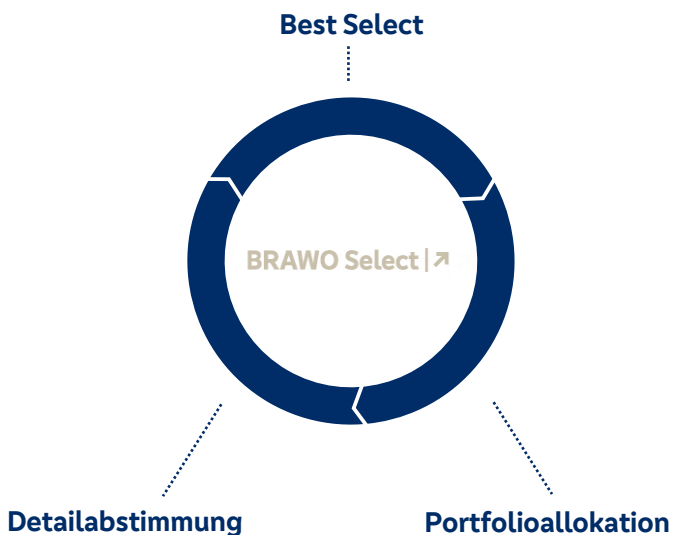 Best Select
BRAWO Select|↗
Detailabstimmung
Portfolioallokation